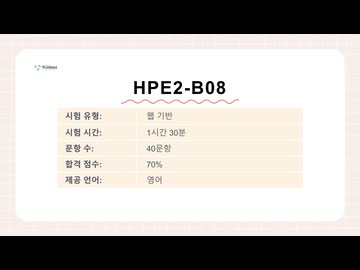 Killtest
HPE2-B08
시험 유형: 웹 기반
시험 시간: 1시간 30분
문항 수: 40문항
합격 점수: 70%
제공 언어: 영어